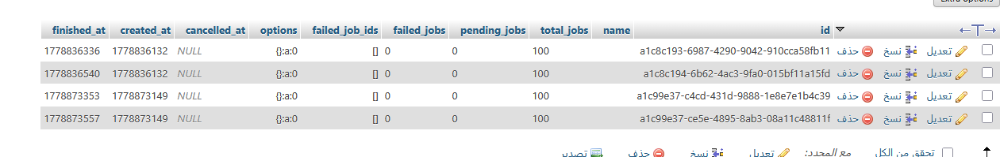 Extra options
id name total_jobs pending_jobs failed_jobs failed_job_ids options cancelled_at created_at finished_at
تعديل نسخ حذف a1c8c193-6987-4290-9042-910cca58fb11 100 0 0 [] {}:a:0 NULL 1778836132 1778836336
تعديل نسخ حذف a1c8c194-6b62-4ac3-9fa0-015bf11a15fd 100 0 0 [] {}:a:0 NULL 1778836132 1778836540
تعديل نسخ حذف a1c99e37-c4cd-431d-9888-1e8e7e1b4c39 100 0 0 [] {}:a:0 NULL 1778873149 1778873353
تعديل نسخ حذف a1c99e37-ce5e-4895-8ab3-08a11c48811f 100 0 0 [] {}:a:0 NULL 1778873149 1778873557
تحقق من الكل مع المحدد: تعديل نسخ حذف تصدير